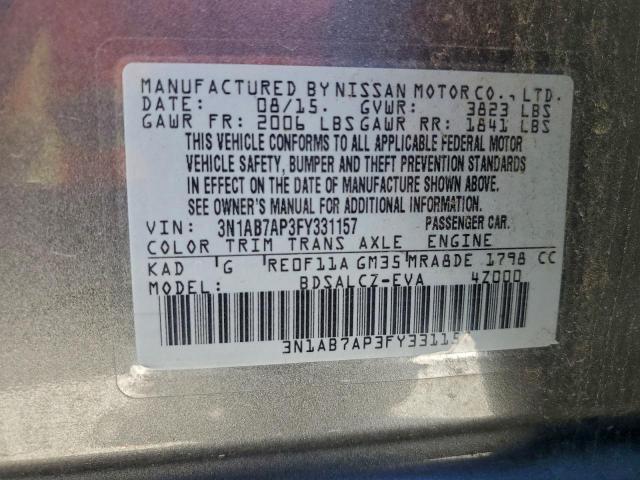 MANUFACTURED BY NISSAN MOTOR CO., LTD.
DATE: 08/15. GVWR: 3823 LBS
GAWR FR: 2006 LBS GAWR RR: 1841 LBS
THIS VEHICLE CONFORMS TO ALL APPLICABLE FEDERAL MOTOR
VEHICLE SAFETY, BUMPER AND THEFT PREVENTION STANDARDS
IN EFFECT ON THE DATE OF MANUFACTURE SHOWN ABOVE.
SEE OWNER'S MANUAL FOR ADDITIONAL INFORMATION.
VIN: 3N1AB7AP3FY331157 PASSENGER CAR.
COLOR TRIM TRANS AXLE ENGINE
KAD G RE0F11A GM35 MRA8DE 1798 CC
BDSALCZ-EVA 4Z000
3N1AB7AP3FY331157